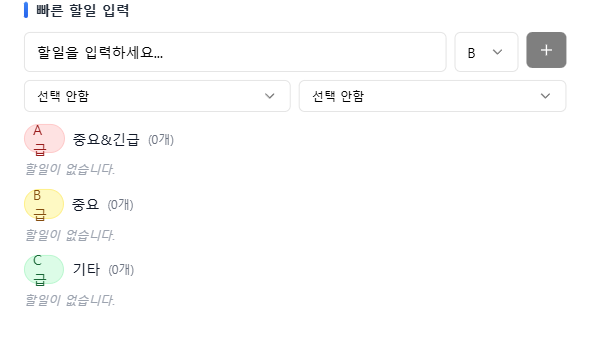 빠른 할일 입력
할일을 입력하세요...
B
+
선택 안함
선택 안함
A
급
중요&긴급 (0개)
할일이 없습니다.
B
급
중요 (0개)
할일이 없습니다.
C
급
기타 (0개)
할일이 없습니다.